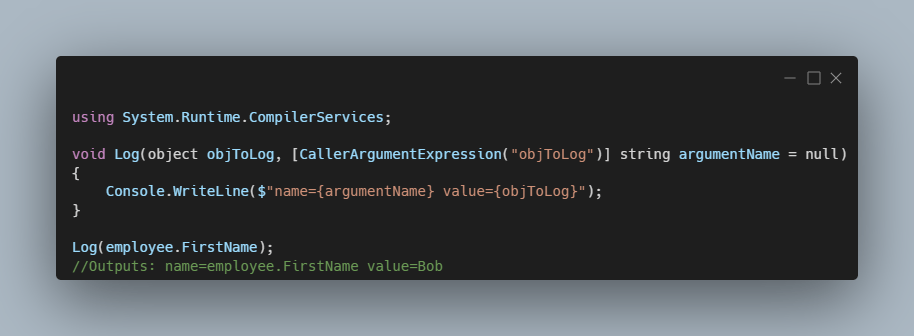 using System.Runtime.CompilerServices;
void Log(object objToLog, [CallerArgumentExpression("objToLog")] string argumentName = null)
{
    Console.WriteLine($"name={argumentName} value={objToLog}");
}
Log(employee.FirstName);
//Outputs: name=employee.FirstName value=Bob